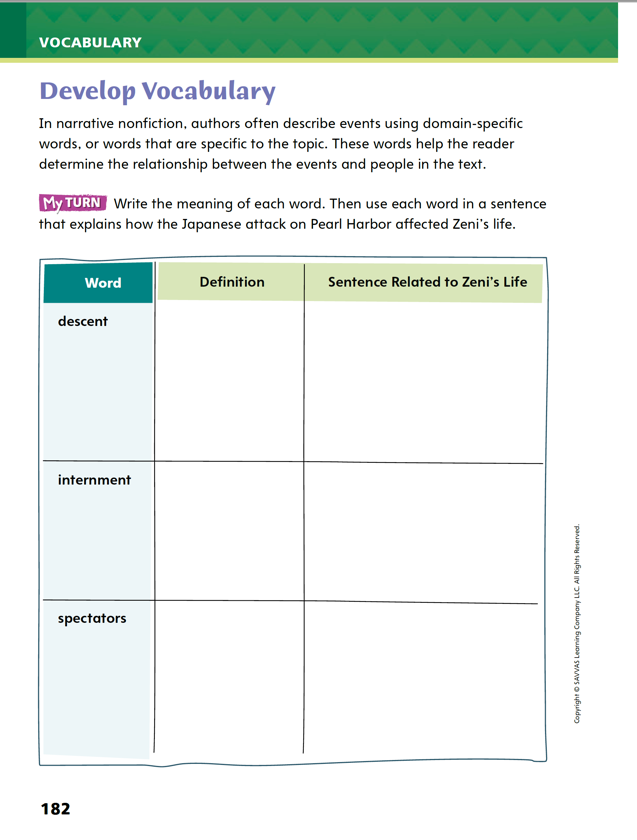 VOCABULARY
Develop Vocabulary
In narrative nonfiction, authors often describe events using domain-specific
words, or words that are specific to the topic. These words help the reader
determine the relationship between the events and people in the text.
My TURN Write the meaning of each word. Then use each word in a sentence
that explains how the Japanese attack on Pearl Harbor affected Zeni's life.
Word Definition Sentence Related to Zeni's Life
descent
internment
spectators
Copyright © SAVVAS Learning Company LLC. All Rights Reserved.
182